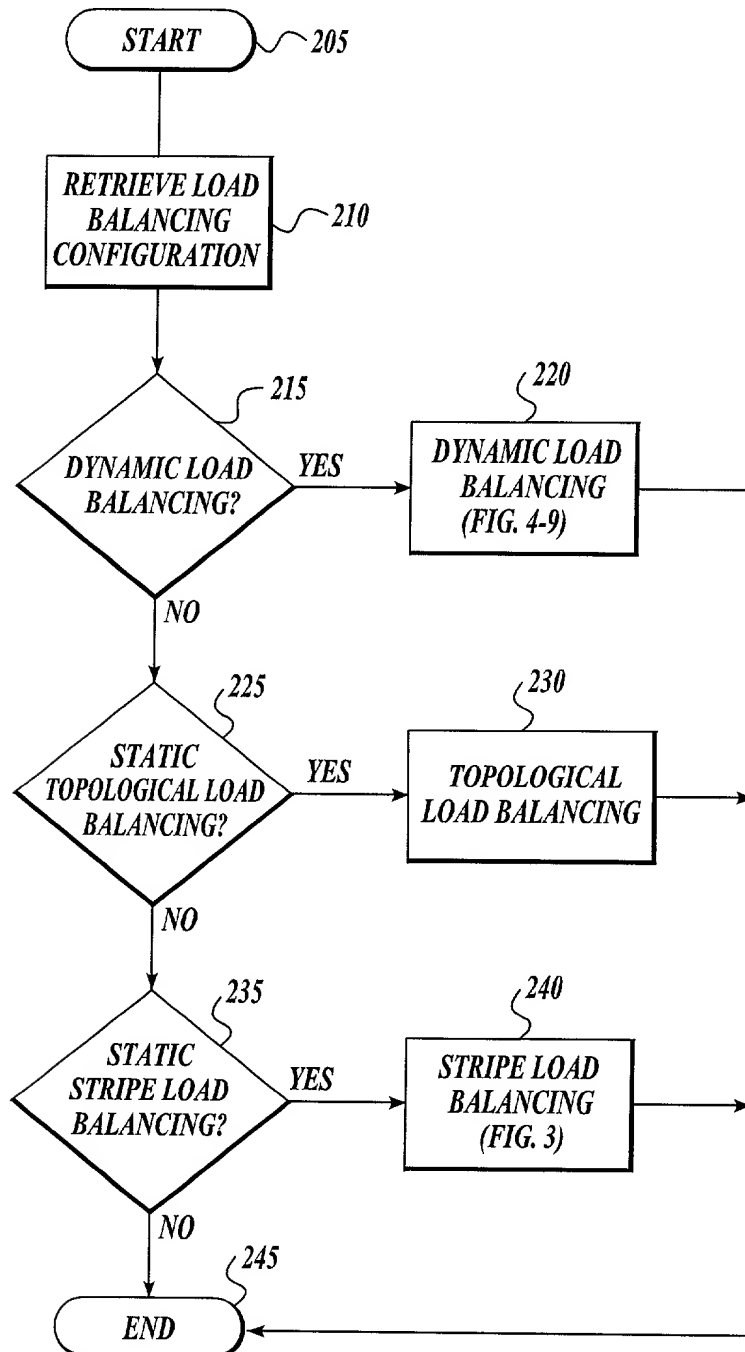 START
205
RETRIEVE LOAD
BALANCING
CONFIGURATION
210
215
DYNAMIC LOAD
BALANCING?
YES
220
DYNAMIC LOAD
BALANCING
(FIG. 4-9)
NO
225
STATIC
TOPOLOGICAL LOAD
BALANCING?
YES
230
TOPOLOGICAL
LOAD BALANCING
NO
235
STATIC
STRIPE LOAD
BALANCING?
YES
240
STRIPE LOAD
BALANCING
(FIG. 3)
NO
245
END